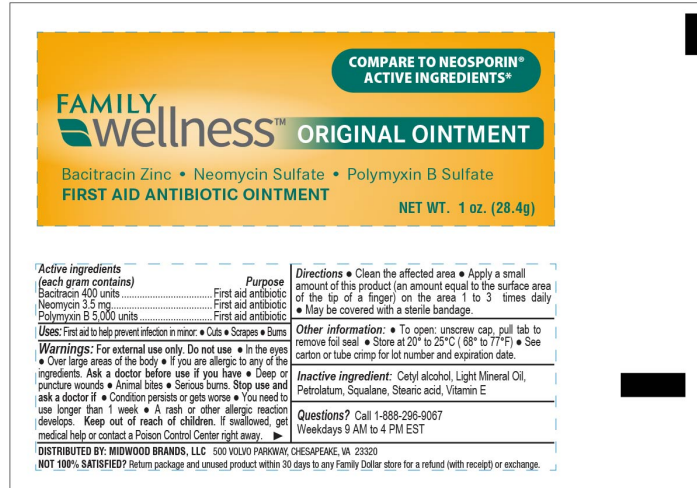 COMPARE TO NEOSPORIN®
ACTIVE INGREDIENTS*
FAMILY
wellness™ ORIGINAL OINTMENT
Bacitracin Zinc • Neomycin Sulfate • Polymyxin B Sulfate
FIRST AID ANTIBIOTIC OINTMENT
NET WT. 1 oz. (28.4g)
Active ingredients
(each gram contains) Purpose
Bacitracin 400 units ................................ First aid antibiotic
Neomycin 3.5 mg .................................... First aid antibiotic
Polymyxin B 5,000 units .......................... First aid antibiotic
Uses: First aid to help prevent infection in minor: ● Cuts ● Scrapes ● Burns
Warnings: For external use only. Do not use ● In the eyes
● Over large areas of the body ● If you are allergic to any of the
ingredients. Ask a doctor before use if you have ● Deep or
puncture wounds ● Animal bites ● Serious burns. Stop use and
ask a doctor if ● Condition persists or gets worse ● You need to
use longer than 1 week ● A rash or other allergic reaction
develops. Keep out of reach of children. If swallowed, get
medical help or contact a Poison Control Center right away. ►
Directions ● Clean the affected area ● Apply a small
amount of this product (an amount equal to the surface area
of the tip of a finger) on the area 1 to 3 times daily
● May be covered with a sterile bandage.
Other information: ● To open: unscrew cap, pull tab to
remove foil seal ● Store at 20° to 25°C ( 68° to 77°F) ● See
carton or tube crimp for lot number and expiration date.
Inactive ingredient: Cetyl alcohol, Light Mineral Oil,
Petrolatum, Squalane, Stearic acid, Vitamin E
Questions? Call 1-888-296-9067
Weekdays 9 AM to 4 PM EST
DISTRIBUTED BY: MIDWOOD BRANDS, LLC 500 VOLVO PARKWAY, CHESAPEAKE, VA 23320
NOT 100% SATISFIED? Return package and unused product within 30 days to any Family Dollar store for a refund (with receipt) or exchange.